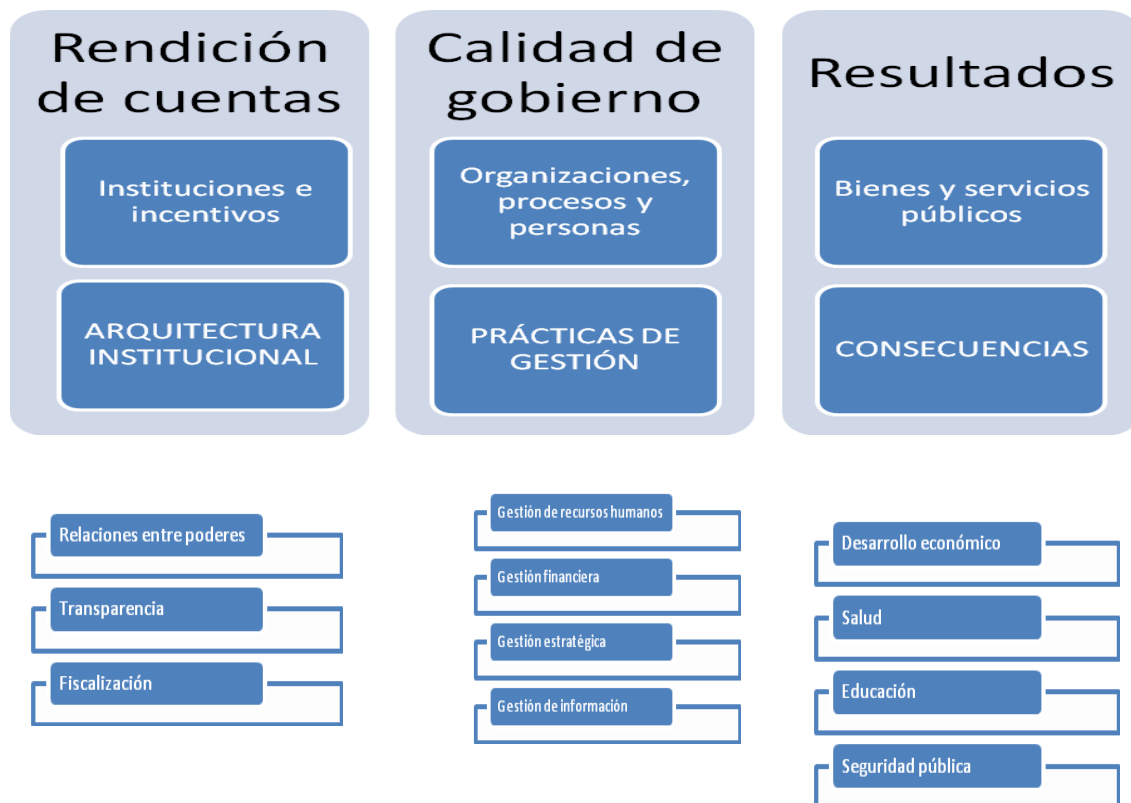 Rendición
de cuentas
Instituciones e
incentivos
ARQUITECTURA
INSTITUCIONAL
Calidad de
gobierno
Organizaciones,
procesos y
personas
PRÁCTICAS DE
GESTIÓN
Resultados
Bienes y servicios
públicos
CONSECUENCIAS
Relaciones entre poderes
Transparencia
Fiscalización
Gestión de recursos humanos
Gestión financiera
Gestión estratégica
Gestión de información
Desarrollo económico
Salud
Educación
Seguridad pública